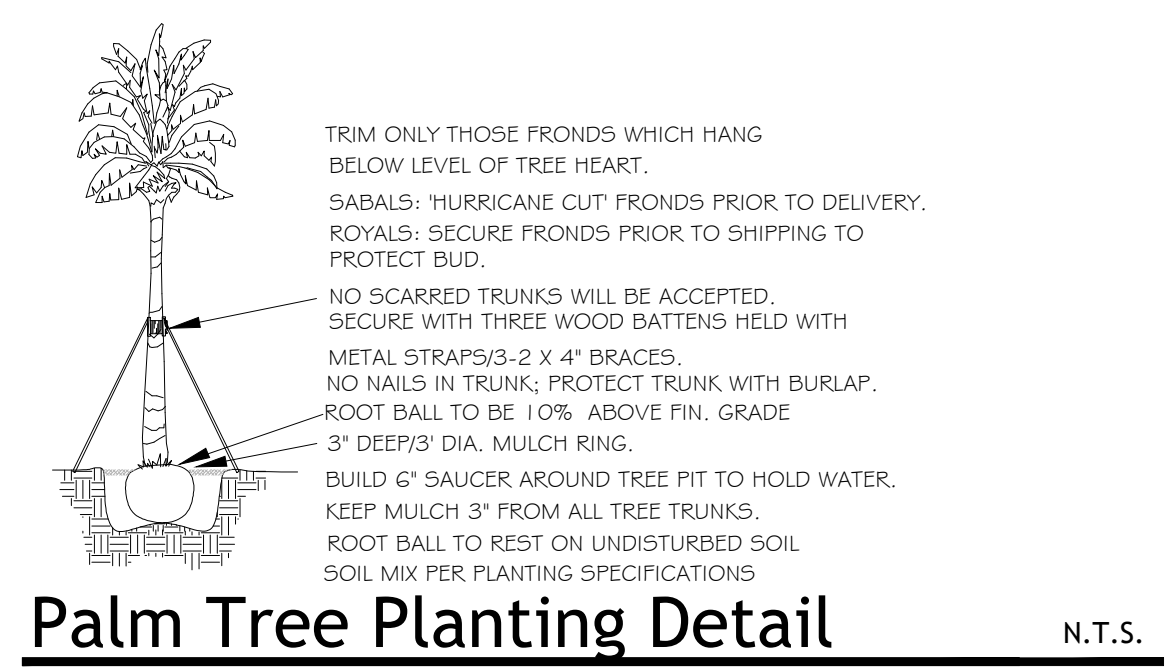 TRIM ONLY THOSE FRONDS WHICH HANG
BELOW LEVEL OF TREE HEART.
SABALS: 'HURRICANE CUT' FRONDS PRIOR TO DELIVERY.
ROYALS: SECURE FRONDS PRIOR TO SHIPPING TO
PROTECT BUD.
NO SCARRED TRUNKS WILL BE ACCEPTED.
SECURE WITH THREE WOOD BATTENS HELD WITH
METAL STRAPS/3-2 X 4" BRACES.
NO NAILS IN TRUNK; PROTECT TRUNK WITH BURLAP.
ROOT BALL TO BE 10% ABOVE FIN. GRADE
3" DEEP/3' DIA. MULCH RING.
BUILD 6" SAUCER AROUND TREE PIT TO HOLD WATER.
KEEP MULCH 3" FROM ALL TREE TRUNKS.
ROOT BALL TO REST ON UNDISTURBED SOIL
SOIL MIX PER PLANTING SPECIFICATIONS
Palm Tree Planting Detail
N.T.S.